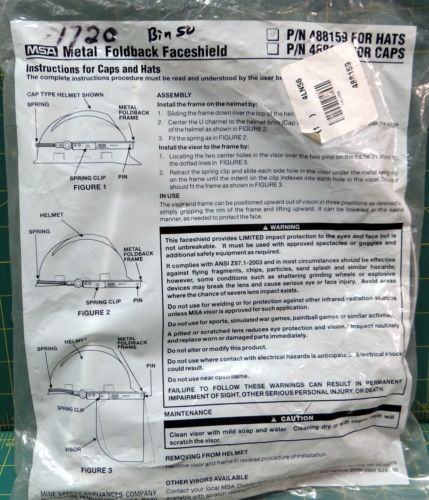 -1720 Bin 50
MSA Metal Foldback Faceshield
P/N 488159 FOR HATS
P/N FOR CAPS
Instructions for Caps and Hats
The complete instruction procedure must be read and understood by the user
488159
4LN56
CAP TYPE HELMET SHOWN
SPRING
METAL FOLDBACK FRAME
SPRING CLIP
PIN
FIGURE 1
ASSEMBLY
Install the frame on the helmet by:
1. Sliding the frame down over the top of the
2. Center the U channel to the helmet brim (Cap edge
of the helmet as shown in FIGURE 2.
Install the visor to the frame by:
1. Locating the two center holes in the visor over the two pins on the frame
the dotted lines in FIGURE 3.
2. Retract the spring clip and slide each side hole in the visor under the metal clip
on the frame until the indent on the clip indexes into each hole in the visor. The visor
should fit the frame as shown in FIGURE 3.
IN USE
The visor and frame can be positioned upward out of vision in three positions as desired
simply gripping the rim of the frame and lifting upward. It can be lowered in the same
manner, as needed to protect the face.
HELMET
SPRING
METAL FOLDBACK FRAME
SPRING CLIP
PIN
FIGURE 2
WARNING
This faceshield provides LIMITED impact protection to the eyes and face but is
not unbreakable. It must be used with approved spectacles or goggles and
additional safety equipment as required.
It complies with ANSI Z87.1-2003 and in most circumstances should be effective
against flying fragments, chips, particles, sand splash and similar hazards;
however, some conditions such as shattering grinding wheels or explosive
devices may break the lens and cause serious eye or face injury. Avoid areas
where the chance of severe lens impact exists.
Do not use for welding or for protection against other infrared radiation sources
unless MSA visor is approved for such application.
Do not use for sports, simulated war games, paintball games or similar activities.
A pitted or scratched lens reduces eye protection and vision. Inspect routinely
and replace worn or damaged parts immediately.
Do not alter or modify this product.
Do not use where contact with electrical hazards is anticipated. Electrical shock
could result.
Do not use near open flame.
FAILURE TO FOLLOW THESE WARNINGS CAN RESULT IN PERMANENT
IMPAIRMENT OF SIGHT, OTHER SERIOUS PERSONAL INJURY, OR DEATH.
SPRING
HELMET
METAL FOLDBACK FRAME
SPRING CLIP
PIN
VISOR
FIGURE 3
MAINTENANCE
CAUTION
Clean visor with mild soap and water. Cleaning dry or with cloth will
scratch the visor.
REMOVING FROM HELMET
Remove visor and frame in reverse procedure of installation.
OTHER VISORS AVAILABLE
Contact your local MSA
MINE SAFETY APPLIANCES COMPANY